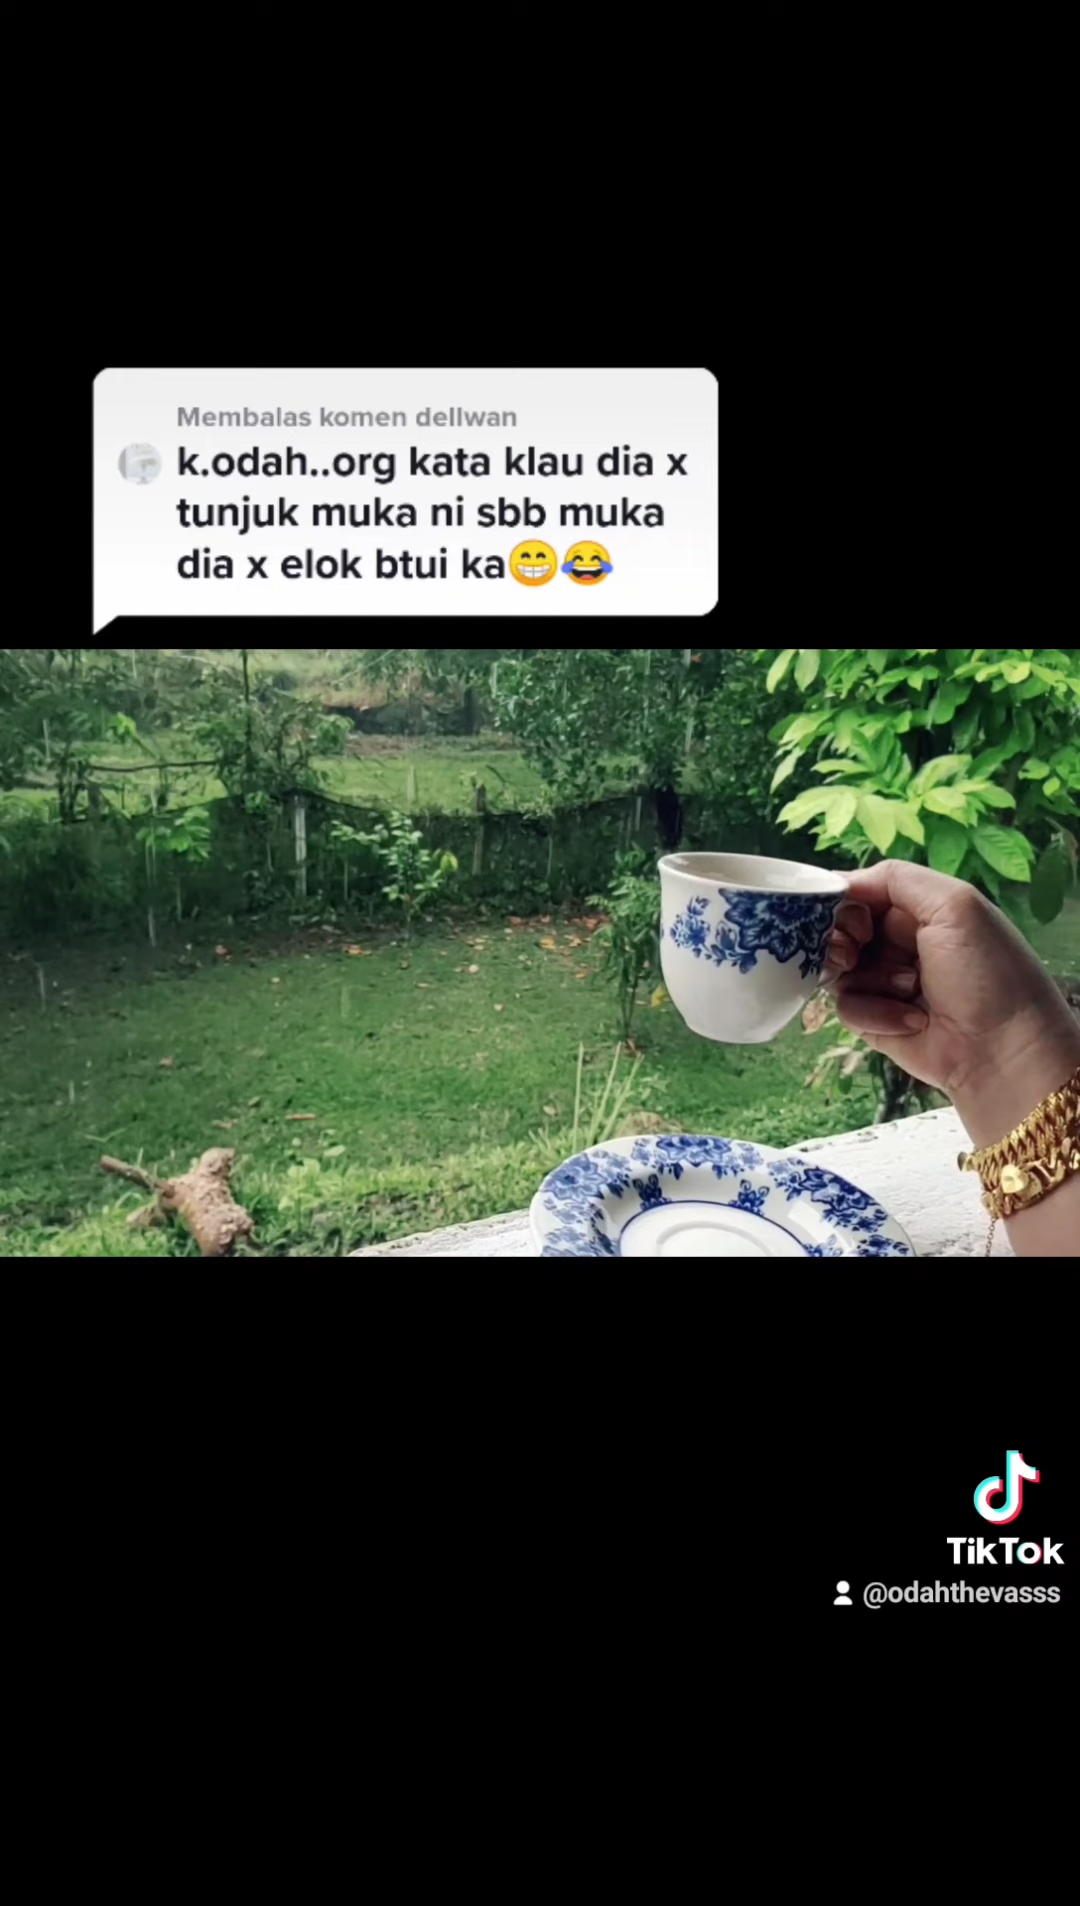 Membalas komen dellwan
k.odah..org kata klau dia x
tunjuk muka ni sbb muka
dia x elok btui ka😁😂
TikTok
@odahthevasss